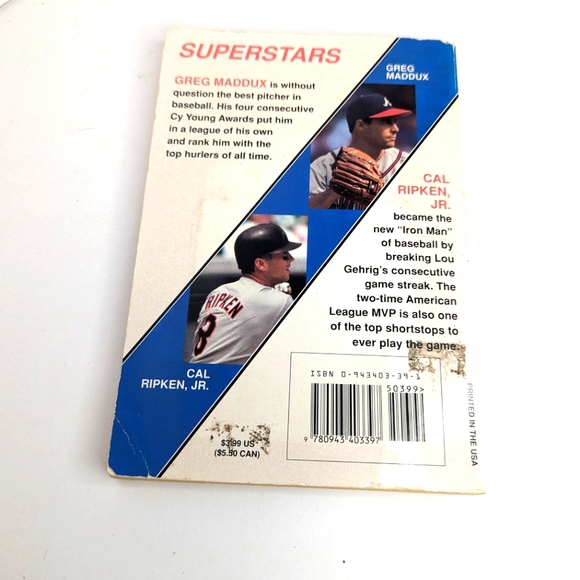 SUPERSTARS
GREG MADDUX is without
question the best pitcher in
baseball. His four consecutive
Cy Young Awards put him
in a league of his own
and rank him with the
top hurlers of all time.
GREG
MADDUX
CAL
RIPKEN,
JR.
became the
new "Iron Man"
of baseball by
breaking Lou
Gehrig's consecutive
game streak. The
two-time American
League MVP is also one
of the top shortstops to
ever play the game.
RIPKEN
8
CAL
RIPKEN, JR.
ISBN 0-943403-39-1
50399>
9 780943 403397
$3.99 US
($5.50 CAN)
PRINTED IN THE USA